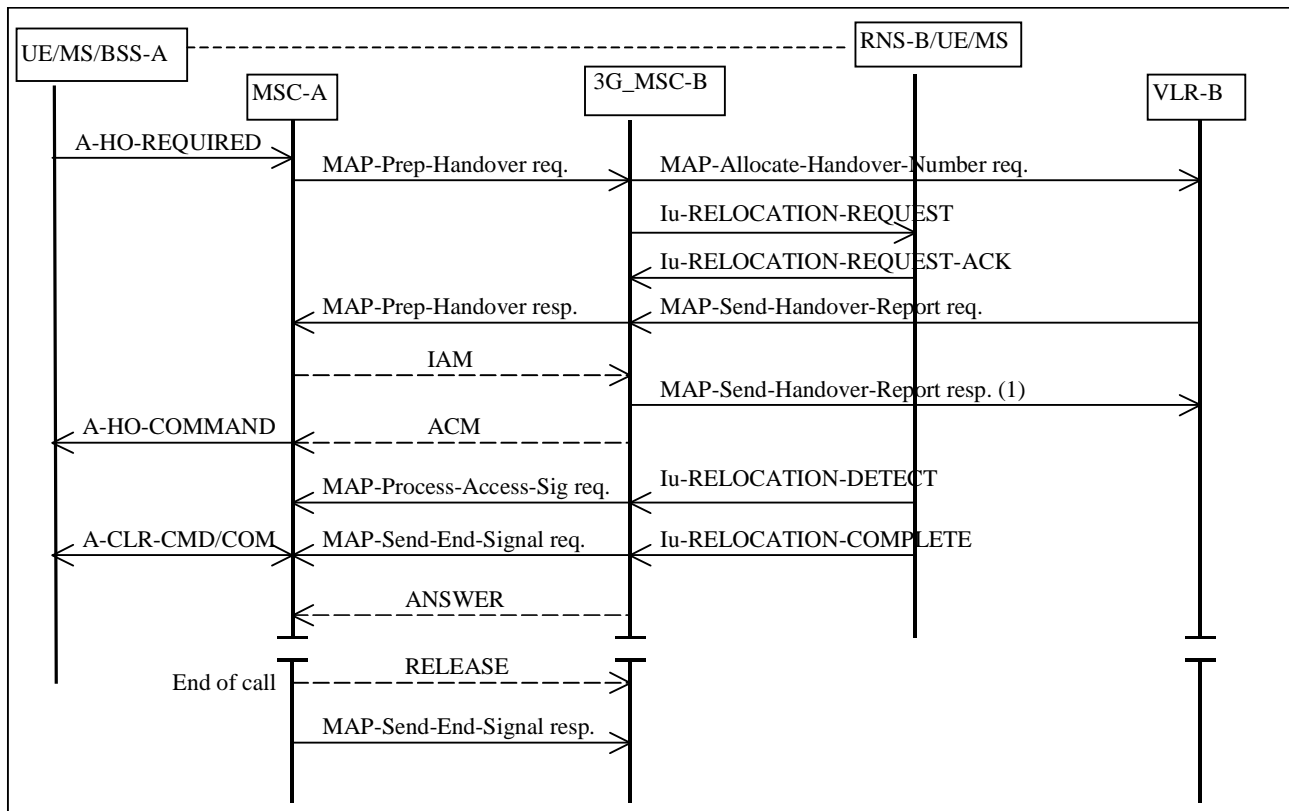 UE/MS/BSS-A
RNS-B/UE/MS
MSC-A
3G_MSC-B
VLR-B
A-HO-REQUIRED
MAP-Prep-Handover req.
MAP-Allocate-Handover-Number req.
Iu-RELOCATION-REQUEST
Iu-RELOCATION-REQUEST-ACK
MAP-Prep-Handover resp.
MAP-Send-Handover-Report req.
IAM
MAP-Send-Handover-Report resp. (1)
A-HO-COMMAND
ACM
MAP-Process-Access-Sig req.
Iu-RELOCATION-DETECT
A-CLR-CMD/COM
MAP-Send-End-Signal req.
Iu-RELOCATION-COMPLETE
ANSWER
RELEASE
End of call
MAP-Send-End-Signal resp.